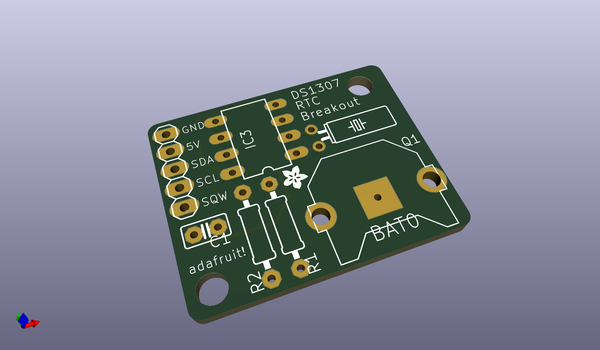 DS1307
RTC
Breakout
GND
5V
SDA
SCL
SQW
IC3
Q1
C1
BAT0
adafruit!
R2
R1